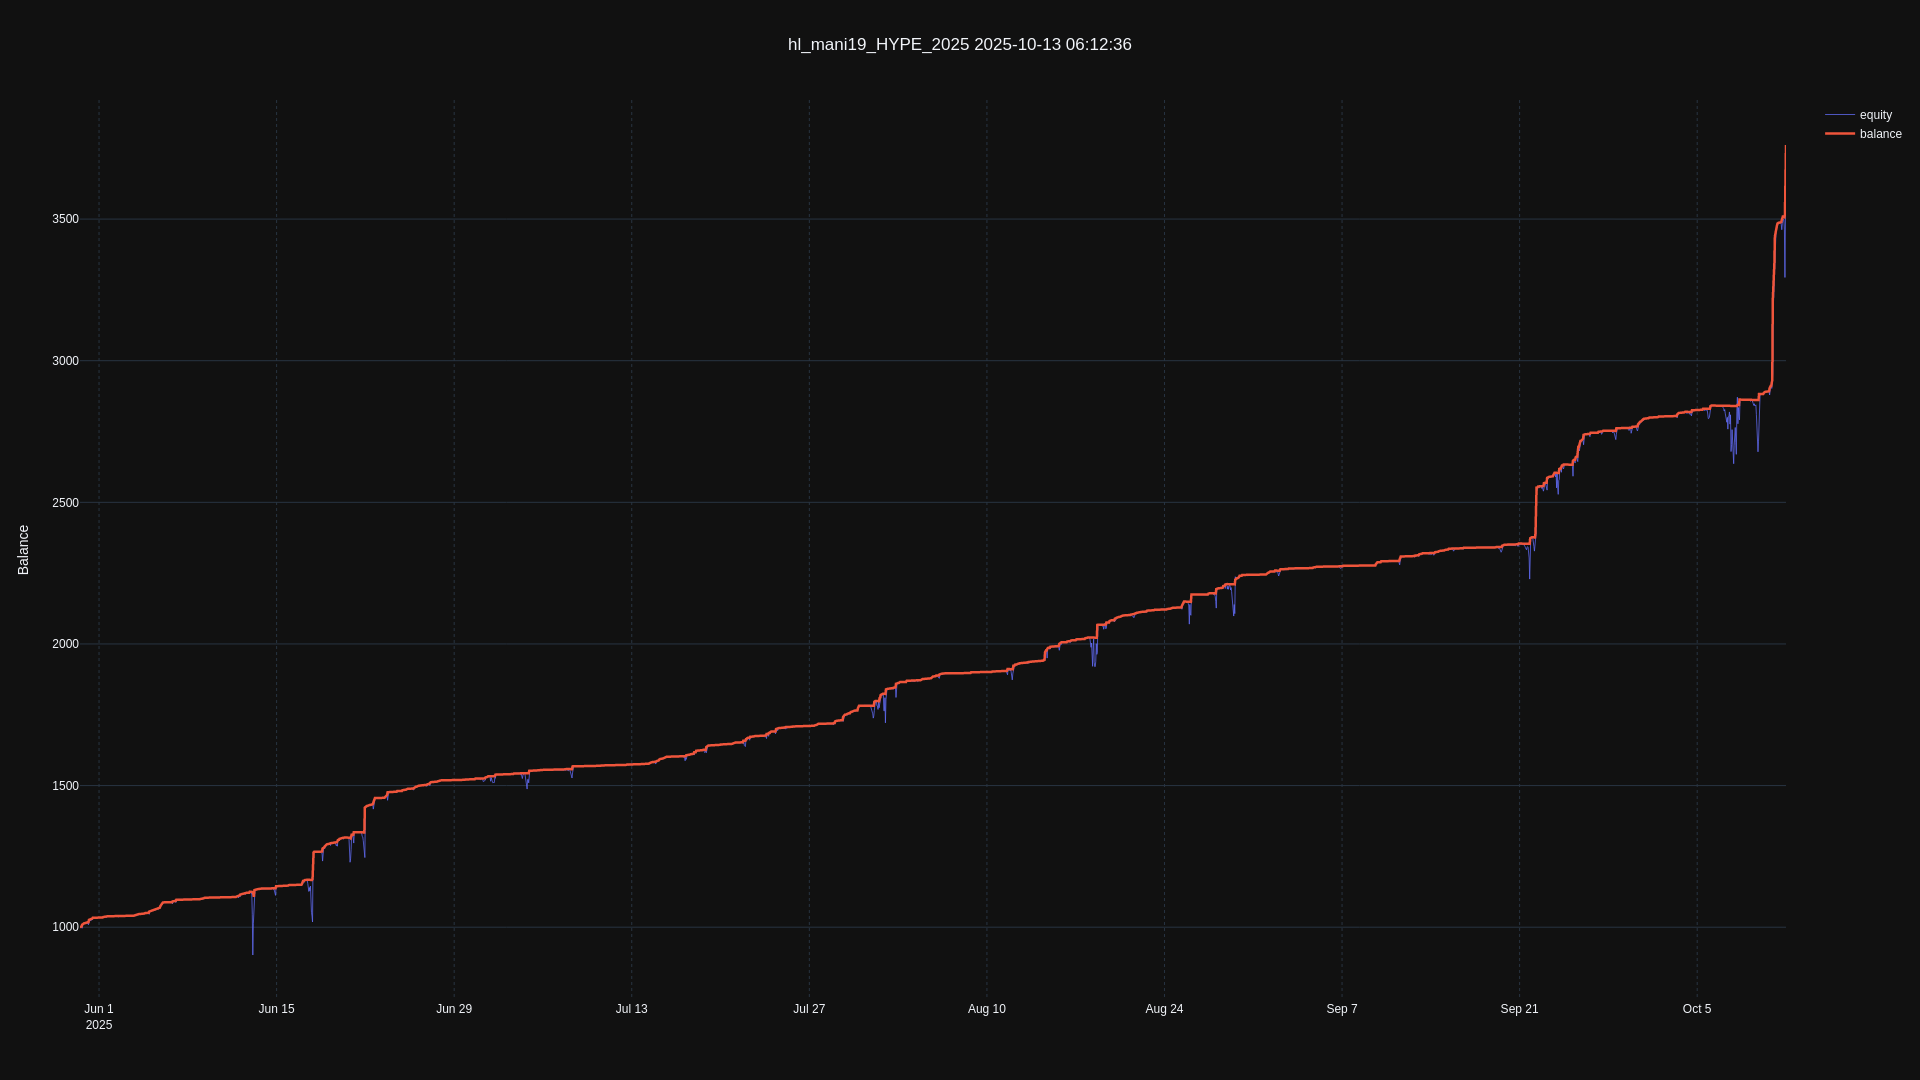 hl_mani19_HYPE_2025 2025-10-13 06:12:36
equity
balance
3500
3000
2500
2000
1500
1000
Balance
Jun 1
2025
Jun 15
Jun 29
Jul 13
Jul 27
Aug 10
Aug 24
Sep 7
Sep 21
Oct 5